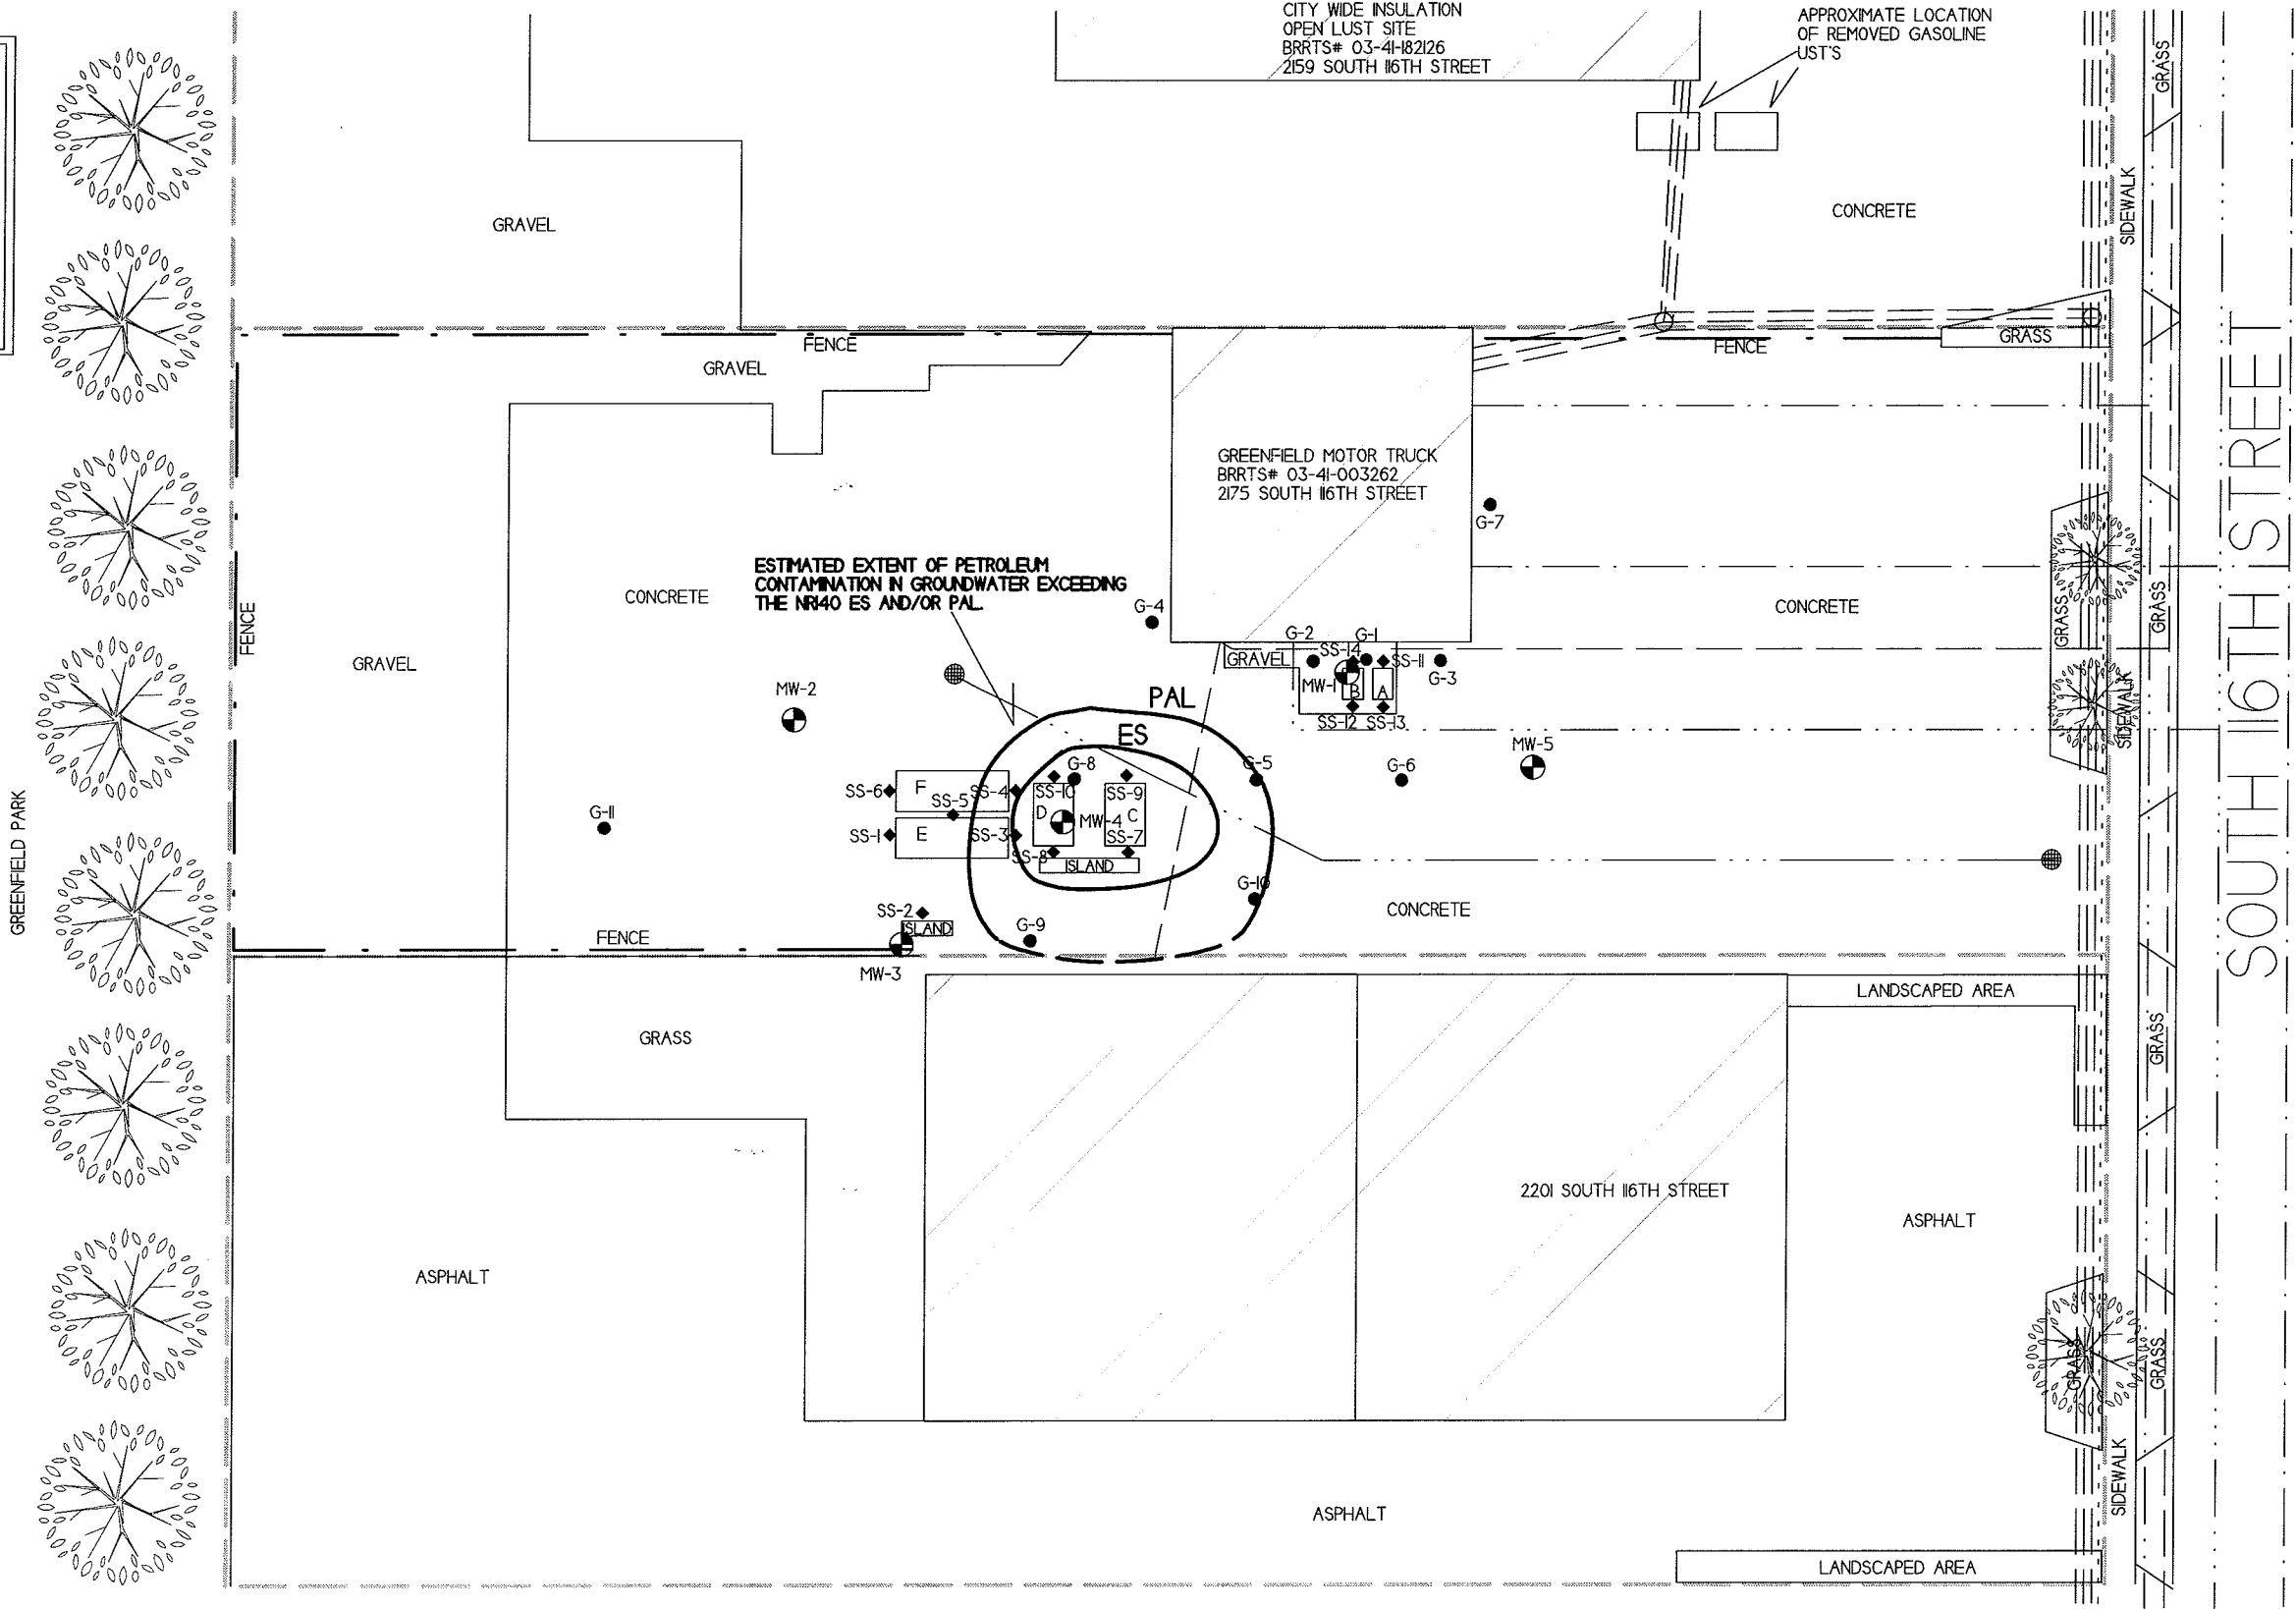 CITY WIDE INSULATION
OPEN LUST SITE
BRRTS# 03-41-182126
2159 SOUTH 116TH STREET
APPROXIMATE LOCATION
OF REMOVED GASOLINE
UST'S
GRASS
SIDEWALK
GRAVEL
CONCRETE
FENCE
GRAVEL
FENCE
GRASS
GREENFIELD MOTOR TRUCK
BRRTS# 03-41-003262
2175 SOUTH 116TH STREET
G-7
SOUTH 116TH STREET
ESTIMATED EXTENT OF PETROLEUM
CONTAMINATION IN GROUNDWATER EXCEEDING
THE NR140 ES AND/OR PAL.
CONCRETE
FENCE
GRAVEL
G-4
CONCRETE
GRASS
GRASS
G-2
G-1
SS-14
SS-11
GRAVEL
G-3
MW-1
B
A
SS-12
SS-13
MW-2
PAL
ES
SIDEWALK
MW-5
G-8
G-5
G-6
SS-6
F
SS-5
SS-4
SS-10
SS-9
D
MW-4
C
G-11
SS-1
E
SS-3
SS-7
SS-8
ISLAND
GREENFIELD PARK
G-10
SS-2
ISLAND
G-9
CONCRETE
FENCE
MW-3
LANDSCAPED AREA
GRASS
GRASS
2201 SOUTH 116TH STREET
ASPHALT
ASPHALT
GRASS
GRASS
SIDEWALK
ASPHALT
LANDSCAPED AREA